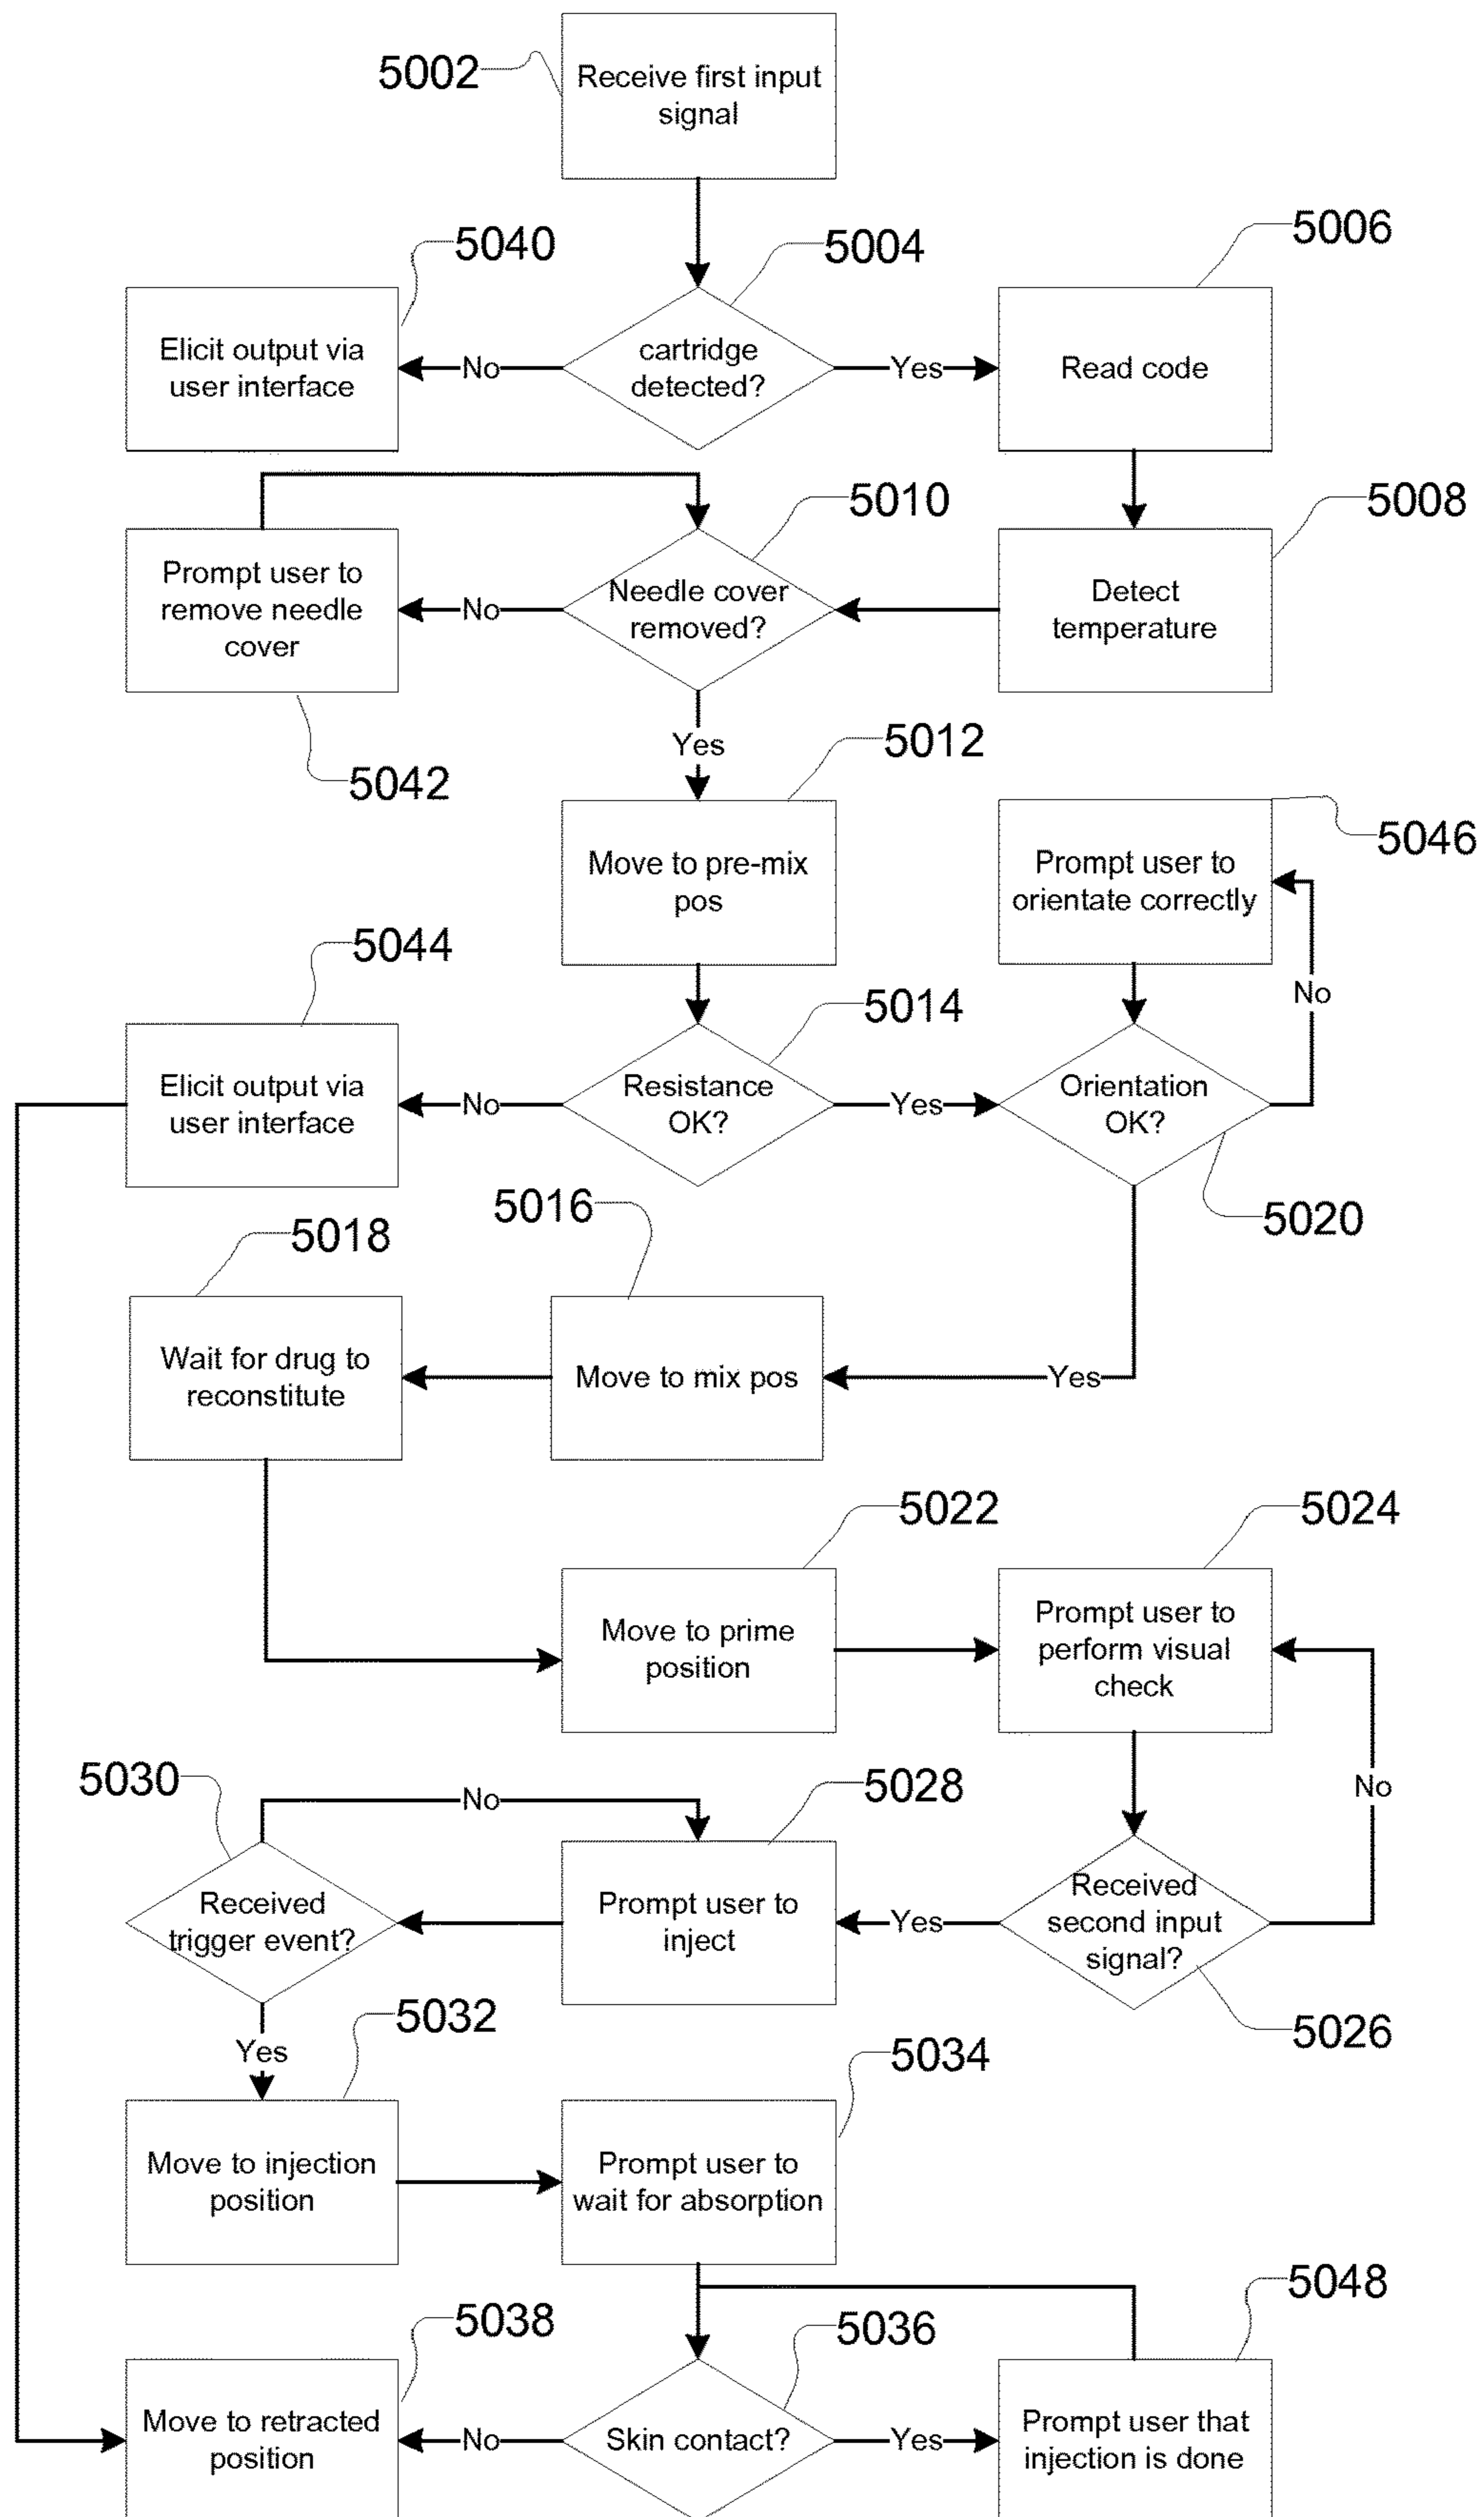 5002
Receive first input
signal
5040
5004
5006
Elicit output via
user interface
No
cartridge
detected?
Yes
Read code
5010
5008
Prompt user to
remove needle
cover
No
Needle cover
removed?
Detect
temperature
Yes
5042
5012
5046
Move to pre-mix
pos
Prompt user to
orientate correctly
5044
No
5014
Elicit output via
user interface
No
Resistance
OK?
Yes
Orientation
OK?
5016
5020
5018
Wait for drug to
reconstitute
Move to mix pos
Yes
5022
5024
Move to prime
position
Prompt user to
perform visual
check
5030
No
5028
No
Received
trigger event?
Prompt user to
inject
Yes
Received
second input
signal?
5032
5026
Yes
5034
Move to injection
position
Prompt user to
wait for absorption
5048
5038
5036
Move to retracted
position
No
Skin contact?
Yes
Prompt user that
injection is done